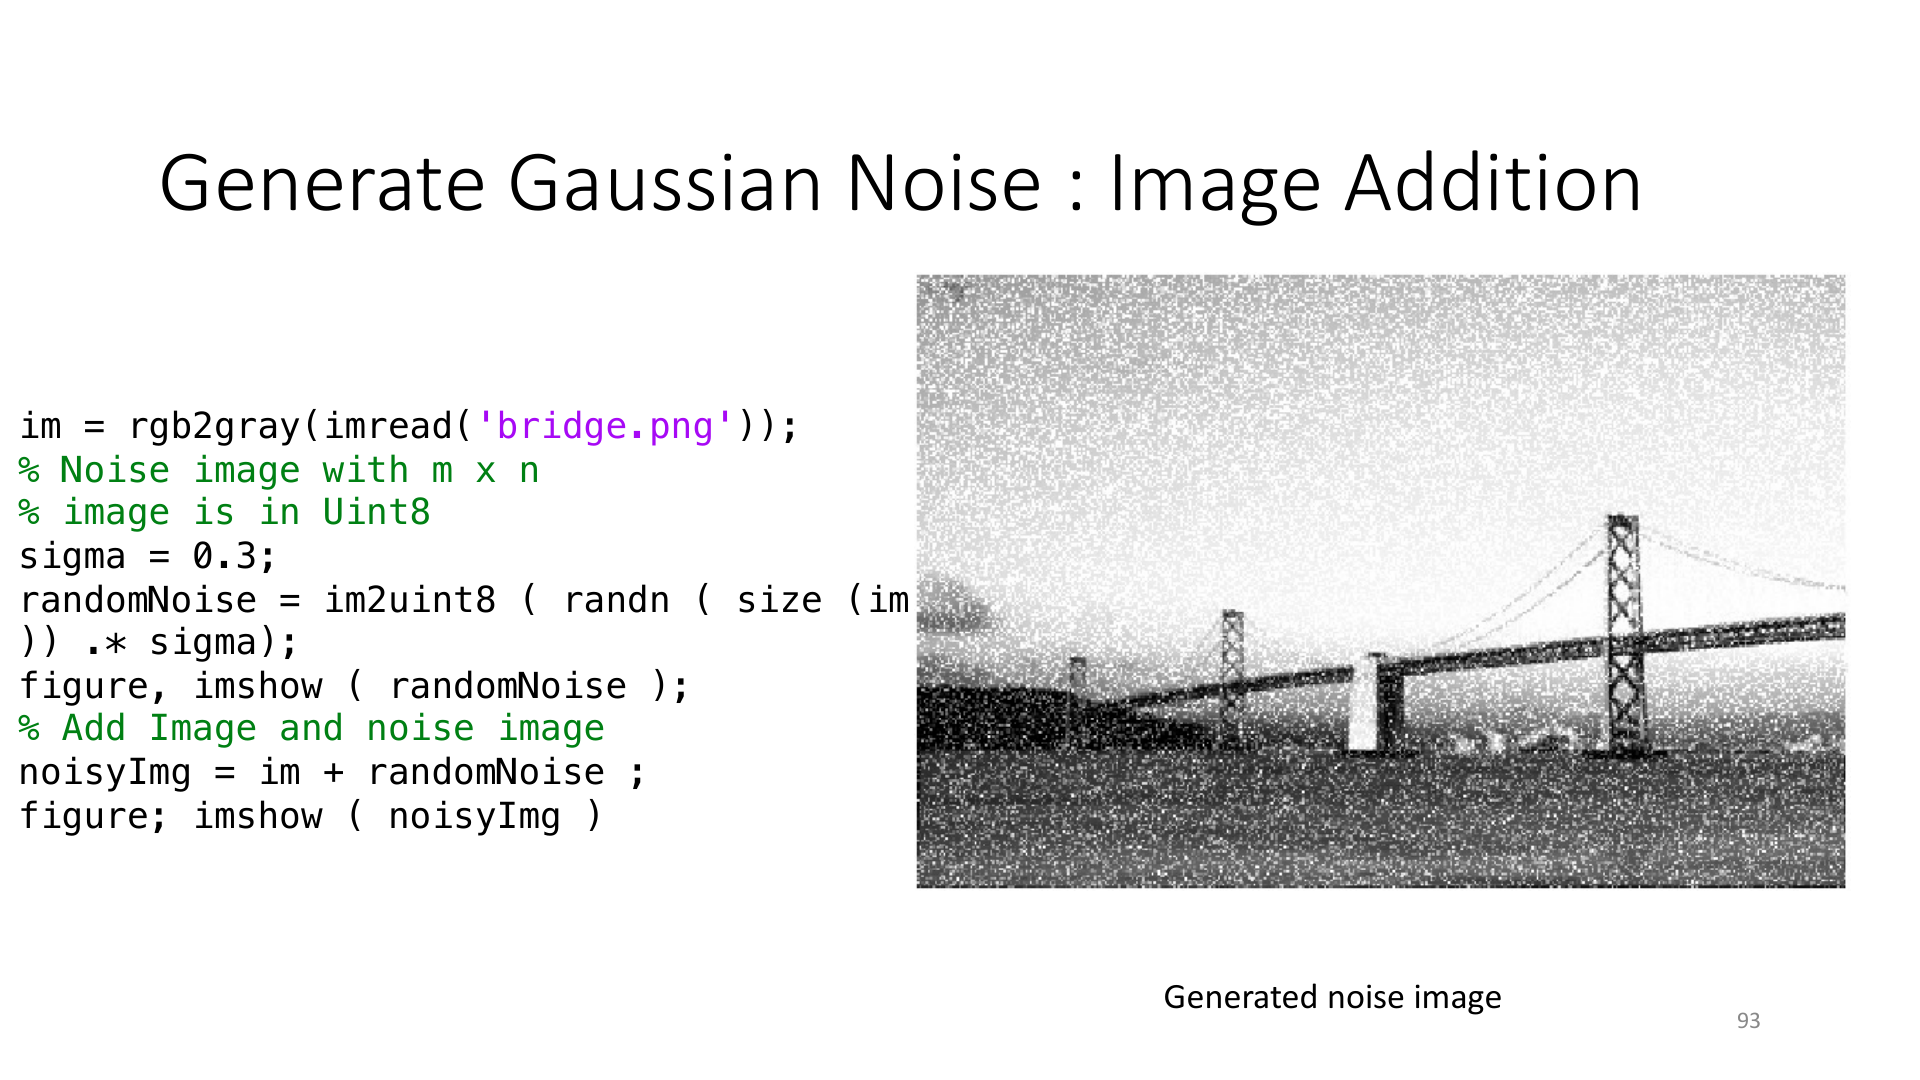 Generate Gaussian Noise : Image Addition
im = rgb2gray(imread('bridge.png'));
% Noise image with m x n
% image is in Uint8
sigma = 0.3;
randomNoise = im2uint8 ( randn ( size (im
)) .* sigma);
figure, imshow ( randomNoise );
% Add Image and noise image
noisyImg = im + randomNoise ;
figure; imshow ( noisyImg )
Generated noise image
93